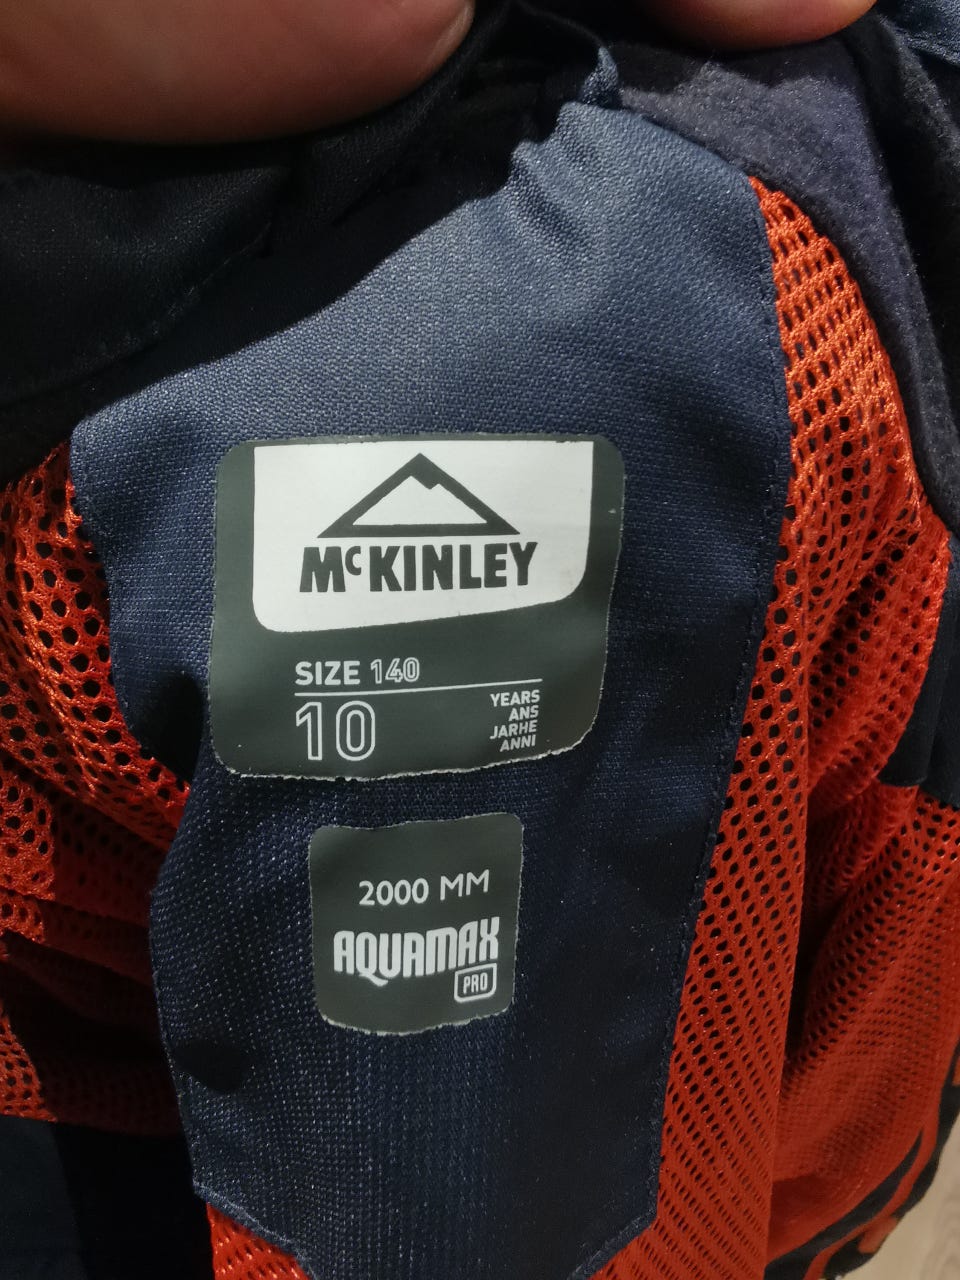 McKINLEY
SIZE 140
10
YEARS
ANS
JARHE
ANNI
2000 MM
AQUAMAX
PRO